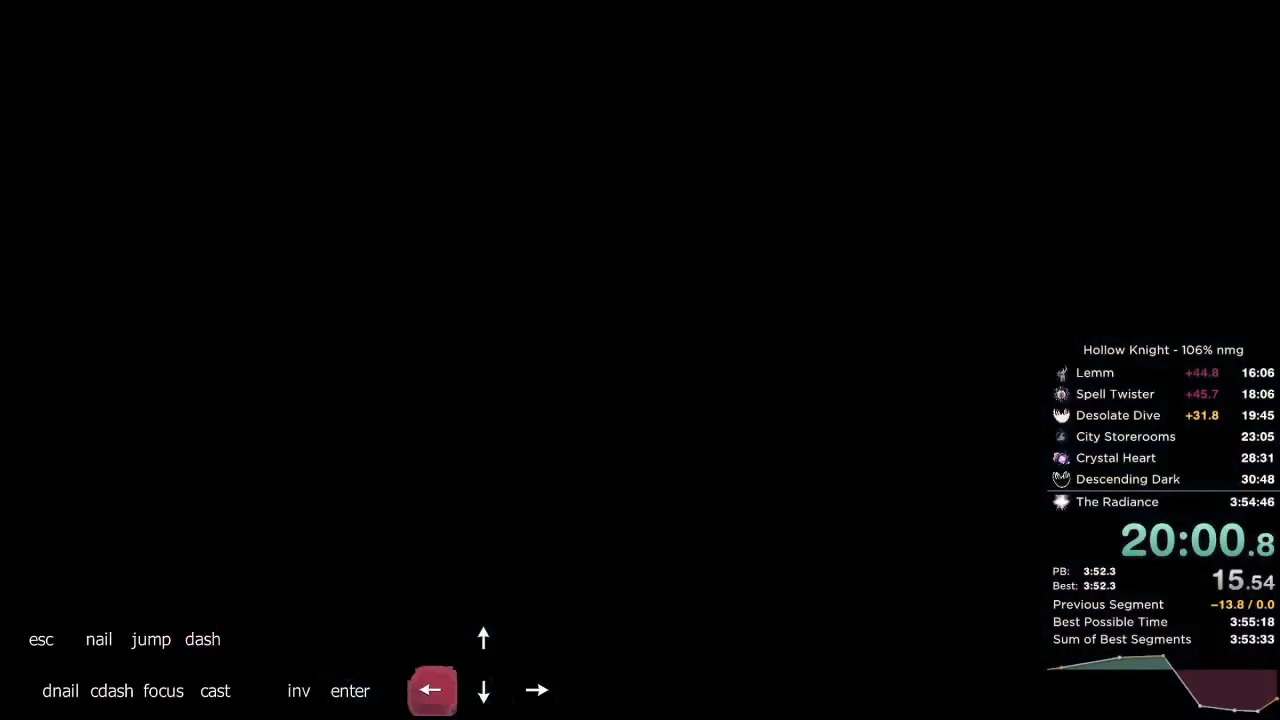 Hollow Knight - 106% nmg
Lemm +44.8 16:06
Spell Twister +45.7 18:06
Desolate Dive +31.8 19:45
City Storerooms 23:05
Crystal Heart 28:31
Descending Dark 30:48
The Radiance 3:54:46
20:00.8
PB: 3:52.3
Best: 3:52.3
15.54
Previous Segment −13.8 / 0.0
Best Possible Time 3:55:18
Sum of Best Segments 3:53:33
esc nail jump dash ↑
dnail cdash focus cast inv enter ← ↓ →